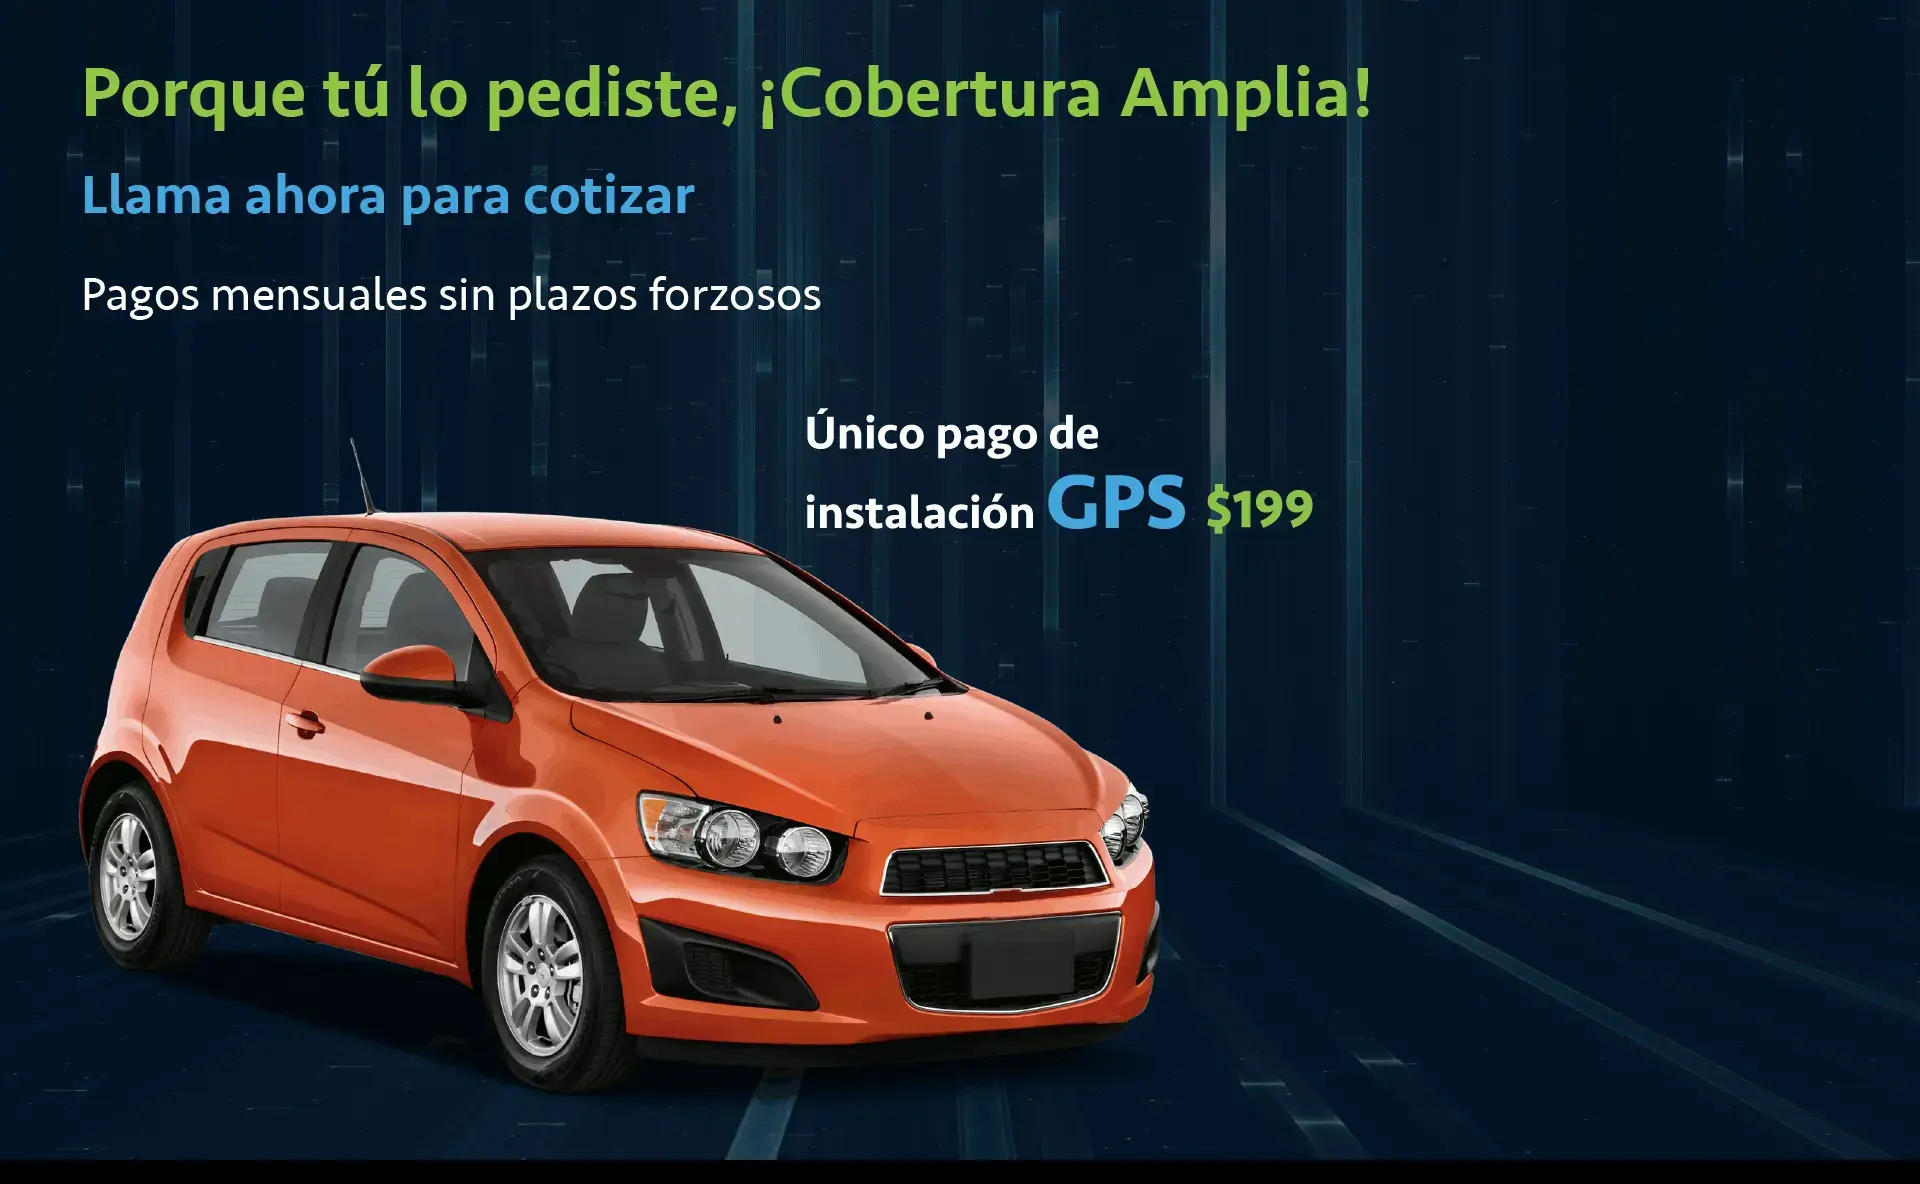 Porque tú lo pediste, ¡Cobertura Amplia!
Llama ahora para cotizar
Pagos mensuales sin plazos forzosos
Único pago de
instalación GPS $199